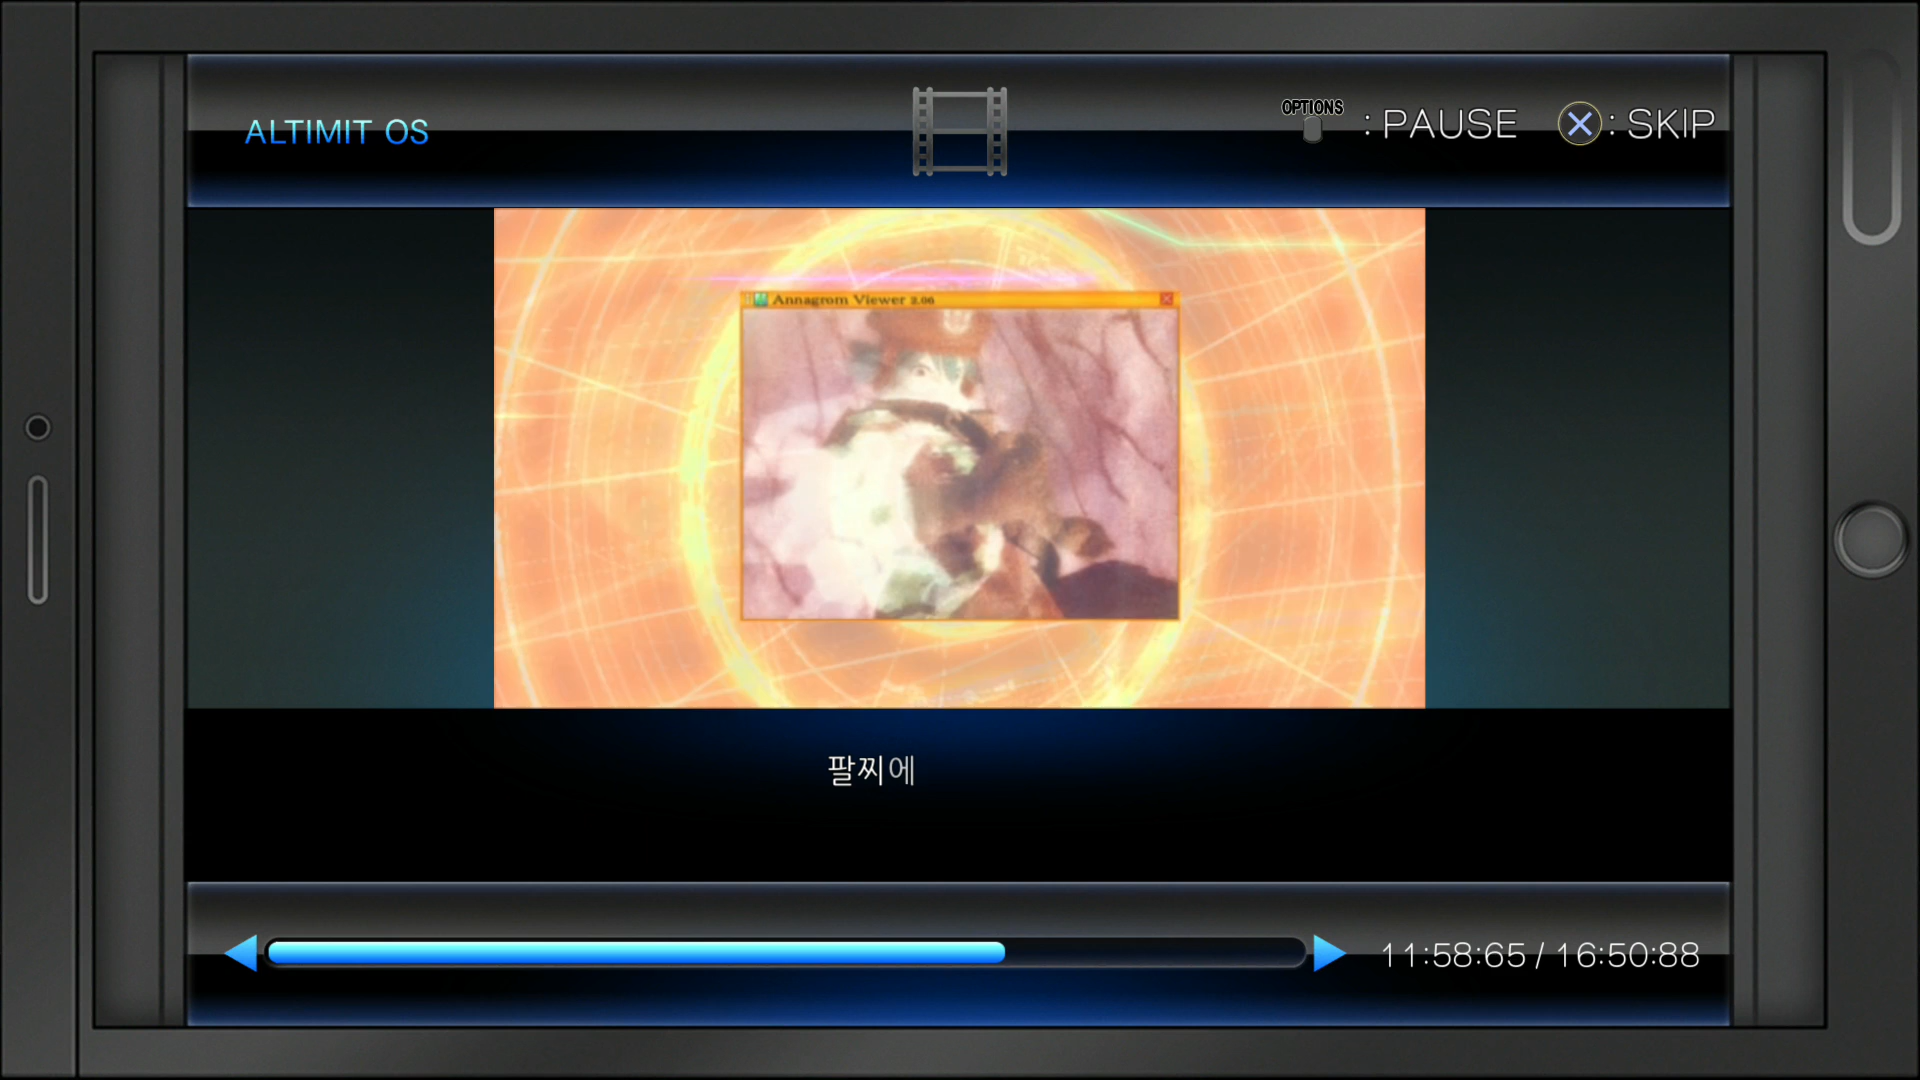 ALTIMIT OS
OPTIONS : PAUSE : SKIP
Annagrom Viewer 2.06
팔찌에
11:58:65 / 16:50:88